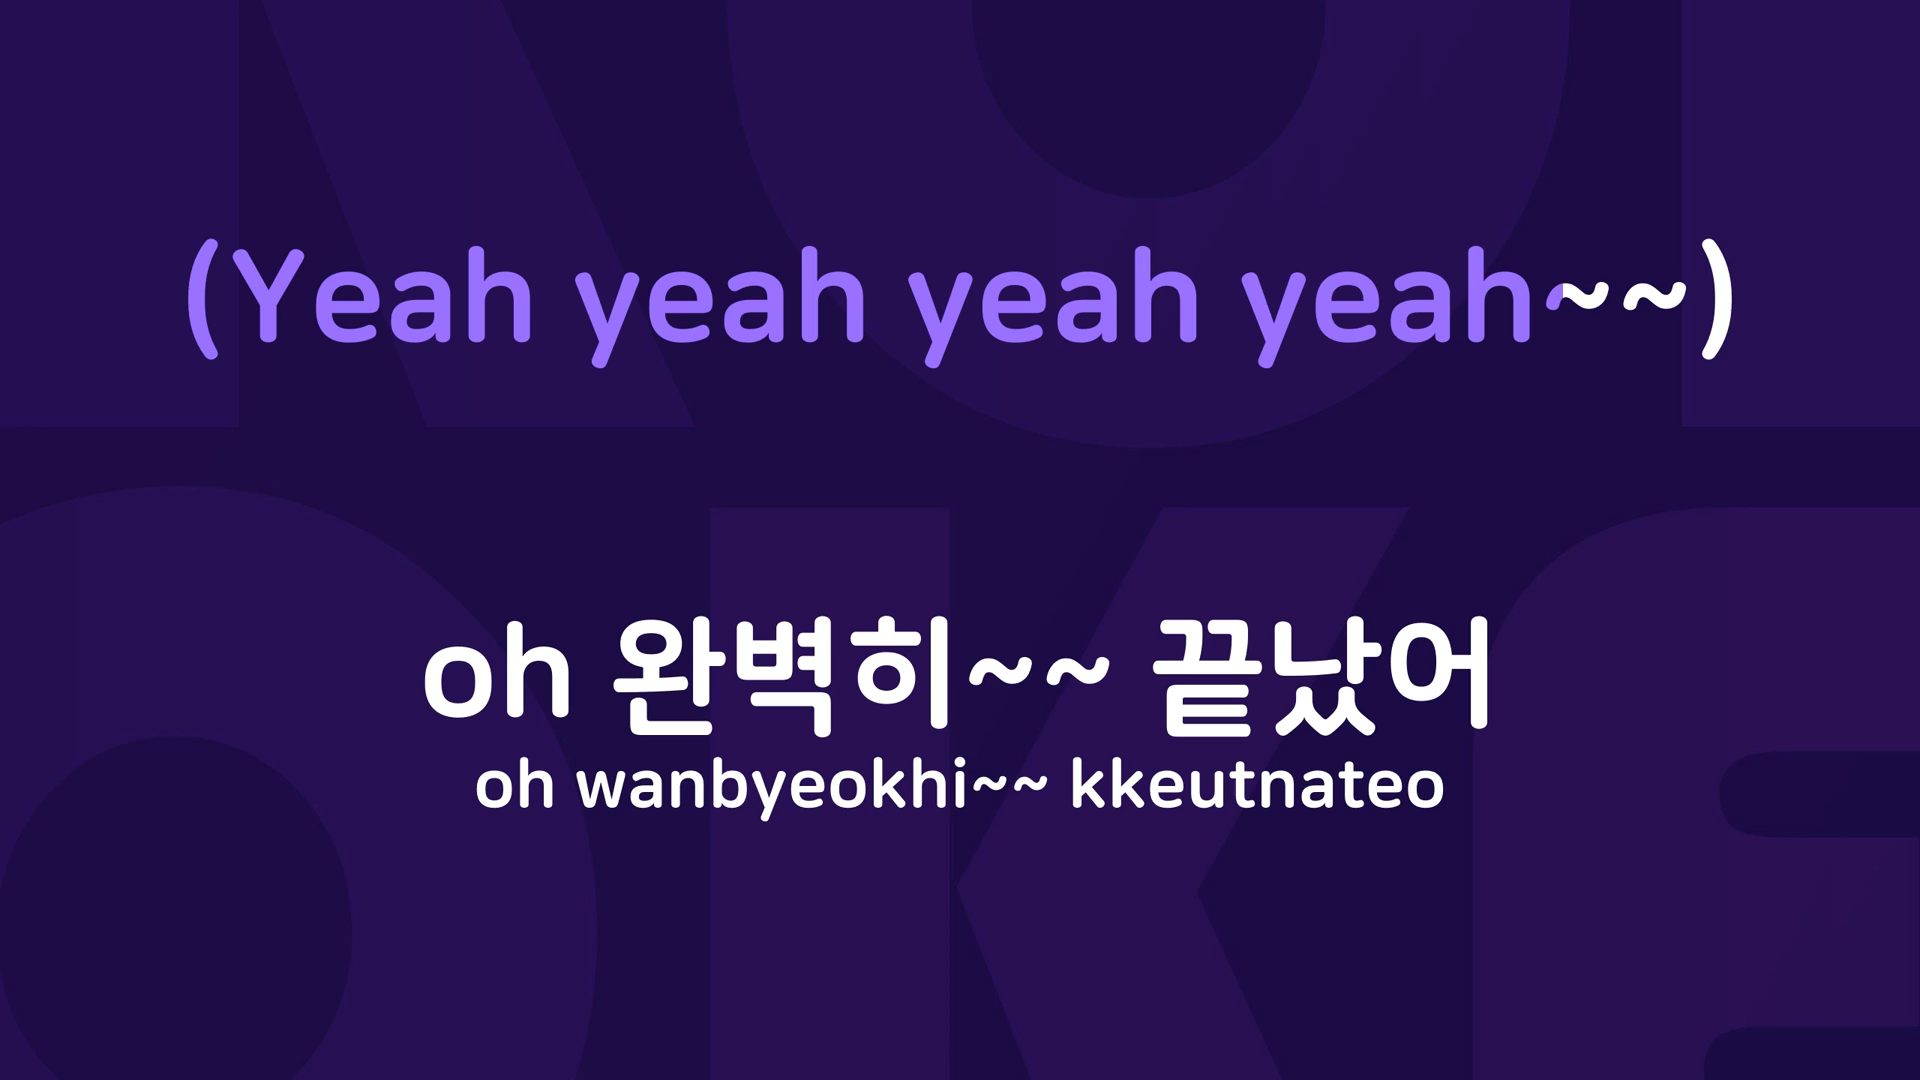 (Yeah yeah yeah yeah~~)
oh 완벽히~~ 끝났어
oh wanbyeokhi~~ kkeutnateo